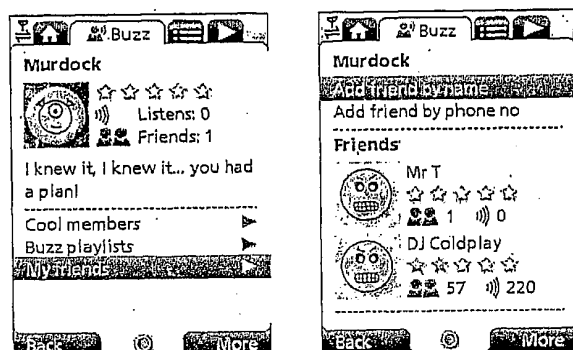 Buzz
Murdock
Listens: 0
Friends: 1
I knew it, I knew it... you had
a plan!
Cool members
Buzz playlists
My friends
Back
More
Buzz
Murdock
Add friend by name
Add friend by phone no
Friends
Mr T
1 0
DJ Coldplay
57 220
Back
More